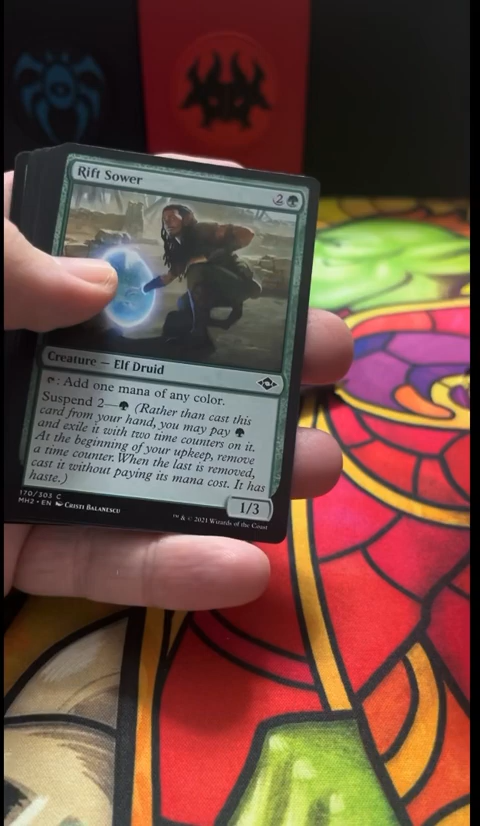 Rift Sower
2
Creature — Elf Druid
: Add one mana of any color.
Suspend 2— (Rather than cast this
card from your hand, you may pay
and exile it with two time counters on it.
At the beginning of your upkeep, remove
a time counter. When the last is removed,
cast it without paying its mana cost. It has
haste.)
1/3
170/303 C
MH2 • EN Cristi Balanescu
™ & © 2021 Wizards of the Coast